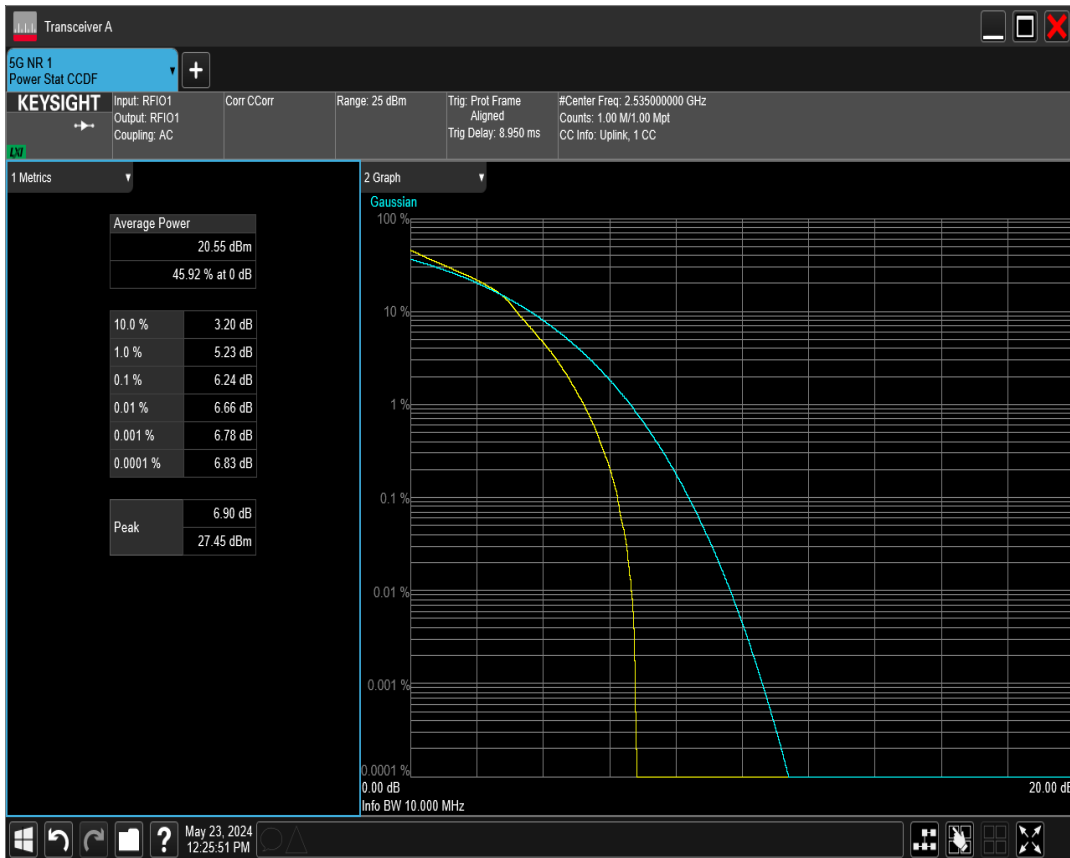 Transceiver A
5G NR 1
Power Stat CCDF
KEYSIGHT
LXI
Input: RFIO1
Output: RFIO1
Coupling: AC
Corr CCorr
Range: 25 dBm
Trig: Prot Frame
Aligned
Trig Delay: 8.950 ms
#Center Freq: 2.535000000 GHz
Counts: 1.00 M/1.00 Mpt
CC Info: Uplink, 1 CC
1 Metrics
Average Power
20.55 dBm
45.92 % at 0 dB
10.0 % 3.20 dB
1.0 % 5.23 dB
0.1 % 6.24 dB
0.01 % 6.66 dB
0.001 % 6.78 dB
0.0001 % 6.83 dB
Peak
6.90 dB
27.45 dBm
2 Graph
Gaussian
100 %
10 %
1 %
0.1 %
0.01 %
0.001 %
0.0001 %
0.00 dB 20.00 dB
Info BW 10.000 MHz
May 23, 2024
12:25:51 PM